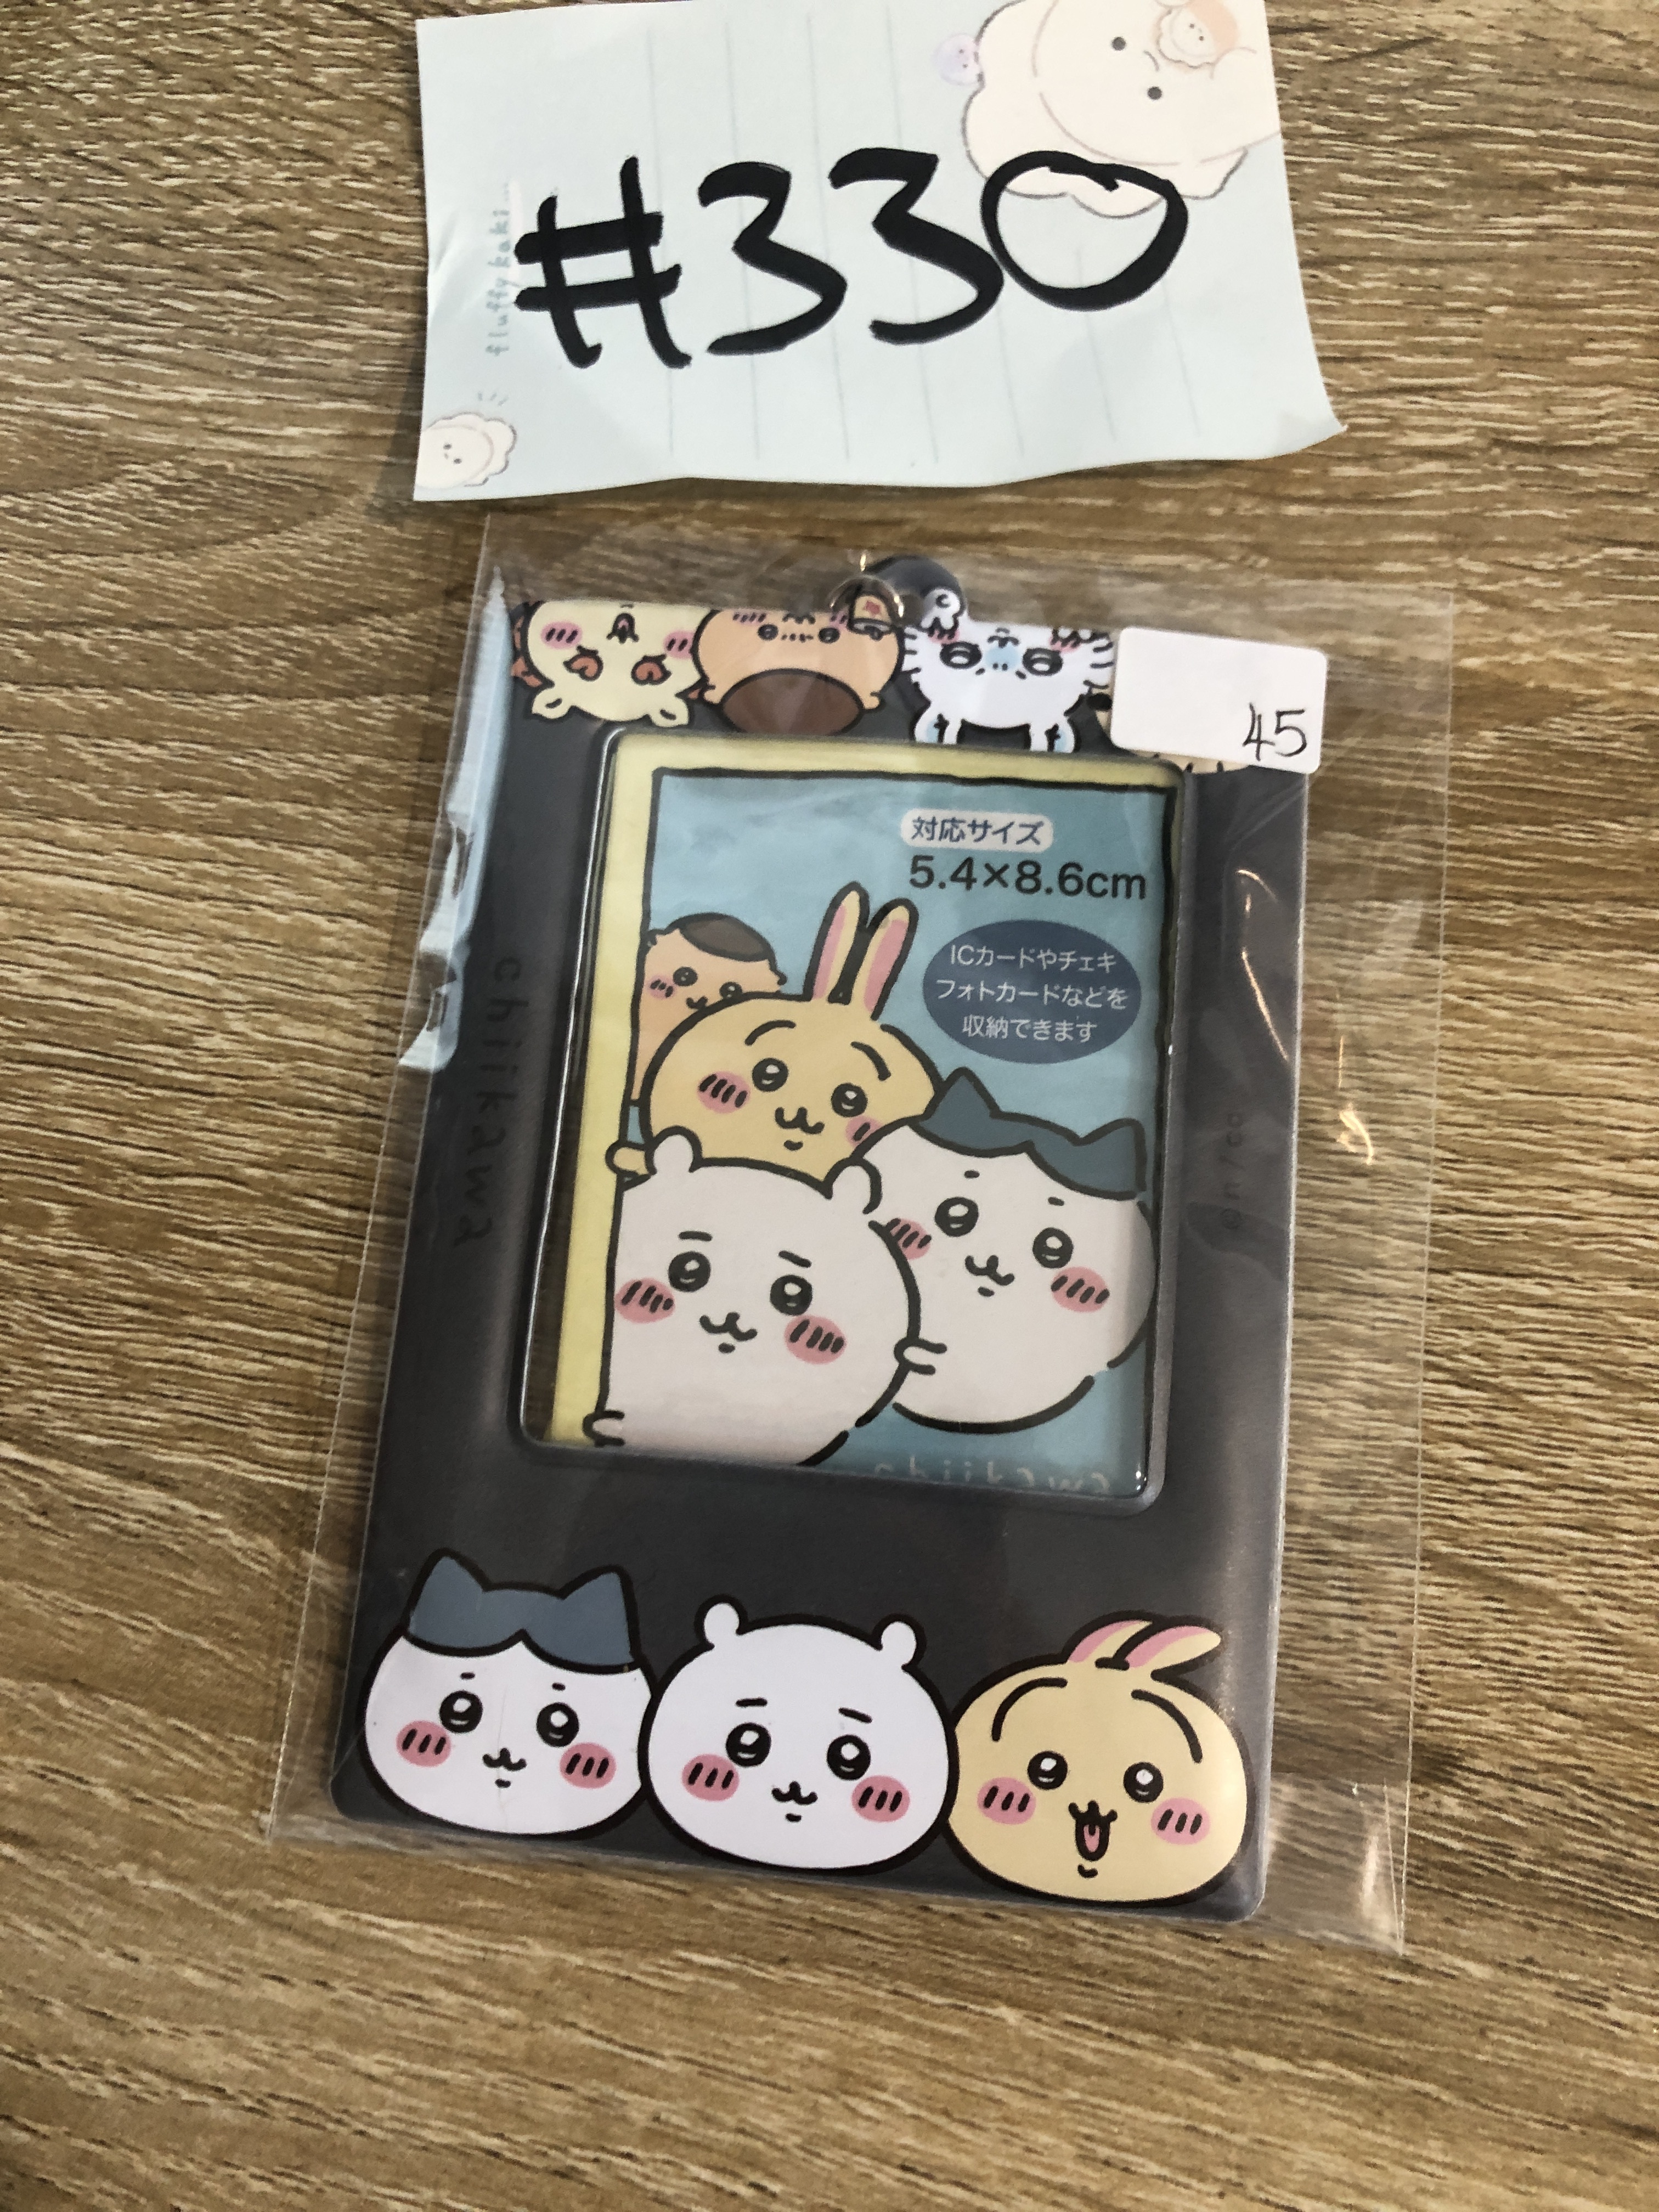 #330
fluffy kaki
45
対応サイズ
5.4×8.6cm
ICカードやチェキ
フォトカードなどを
収納できます
chiikawa
©n/co
chiikawa